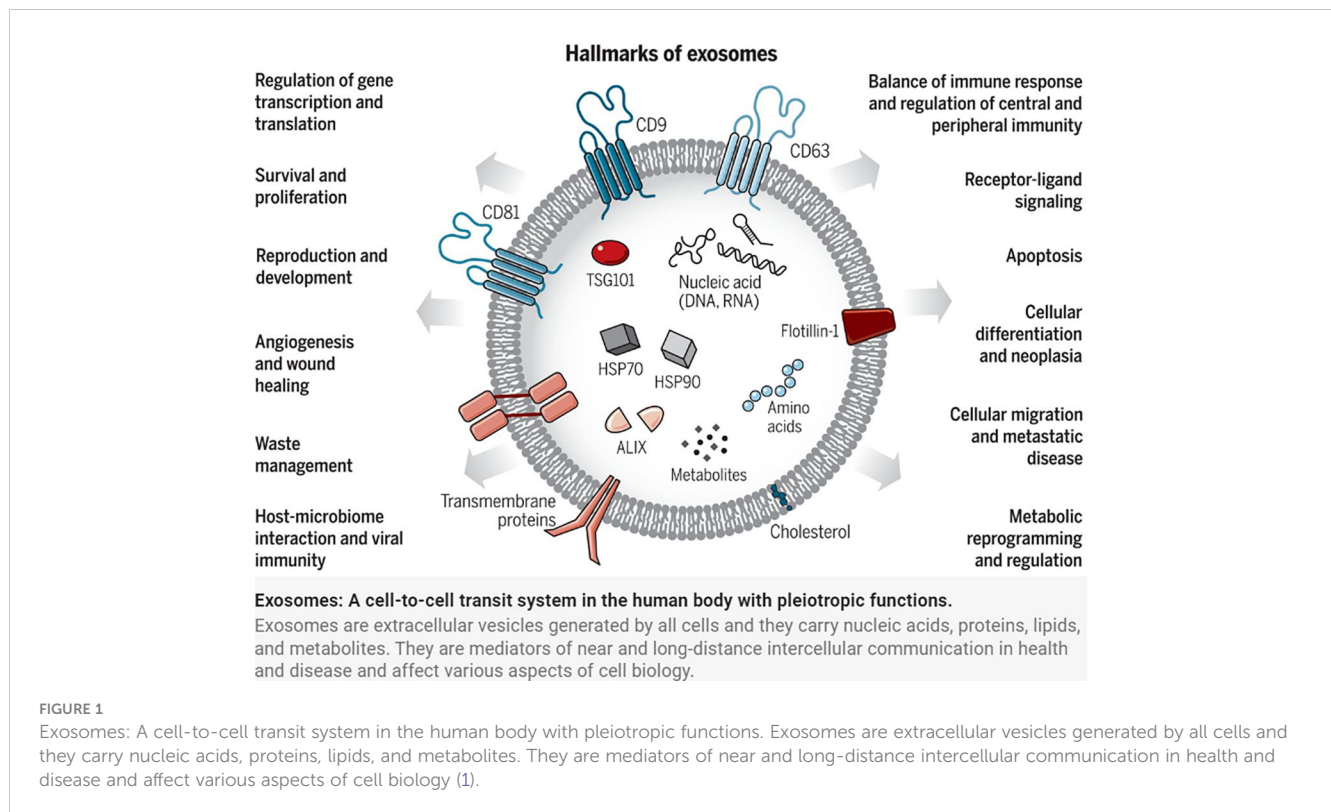 Hallmarks of exosomes
Regulation of gene
transcription and
translation
Survival and
proliferation
Reproduction and
development
Angiogenesis
and wound
healing
Waste
management
Host-microbiome
interaction and viral
immunity
CD9
CD63
CD81
TSG101
Nucleic acid
(DNA, RNA)
Flotillin-1
HSP70
HSP90
Amino
acids
ALIX
Metabolites
Transmembrane
proteins
Cholesterol
Balance of immune response
and regulation of central and
peripheral immunity
Receptor-ligand
signaling
Apoptosis
Cellular
differentiation
and neoplasia
Cellular migration
and metastatic
disease
Metabolic
reprogramming
and regulation
Exosomes: A cell-to-cell transit system in the human body with pleiotropic functions.
Exosomes are extracellular vesicles generated by all cells and they carry nucleic acids, proteins, lipids,
and metabolites. They are mediators of near and long-distance intercellular communication in health
and disease and affect various aspects of cell biology.
FIGURE 1
Exosomes: A cell-to-cell transit system in the human body with pleiotropic functions. Exosomes are extracellular vesicles generated by all cells and
they carry nucleic acids, proteins, lipids, and metabolites. They are mediators of near and long-distance intercellular communication in health and
disease and affect various aspects of cell biology (1).